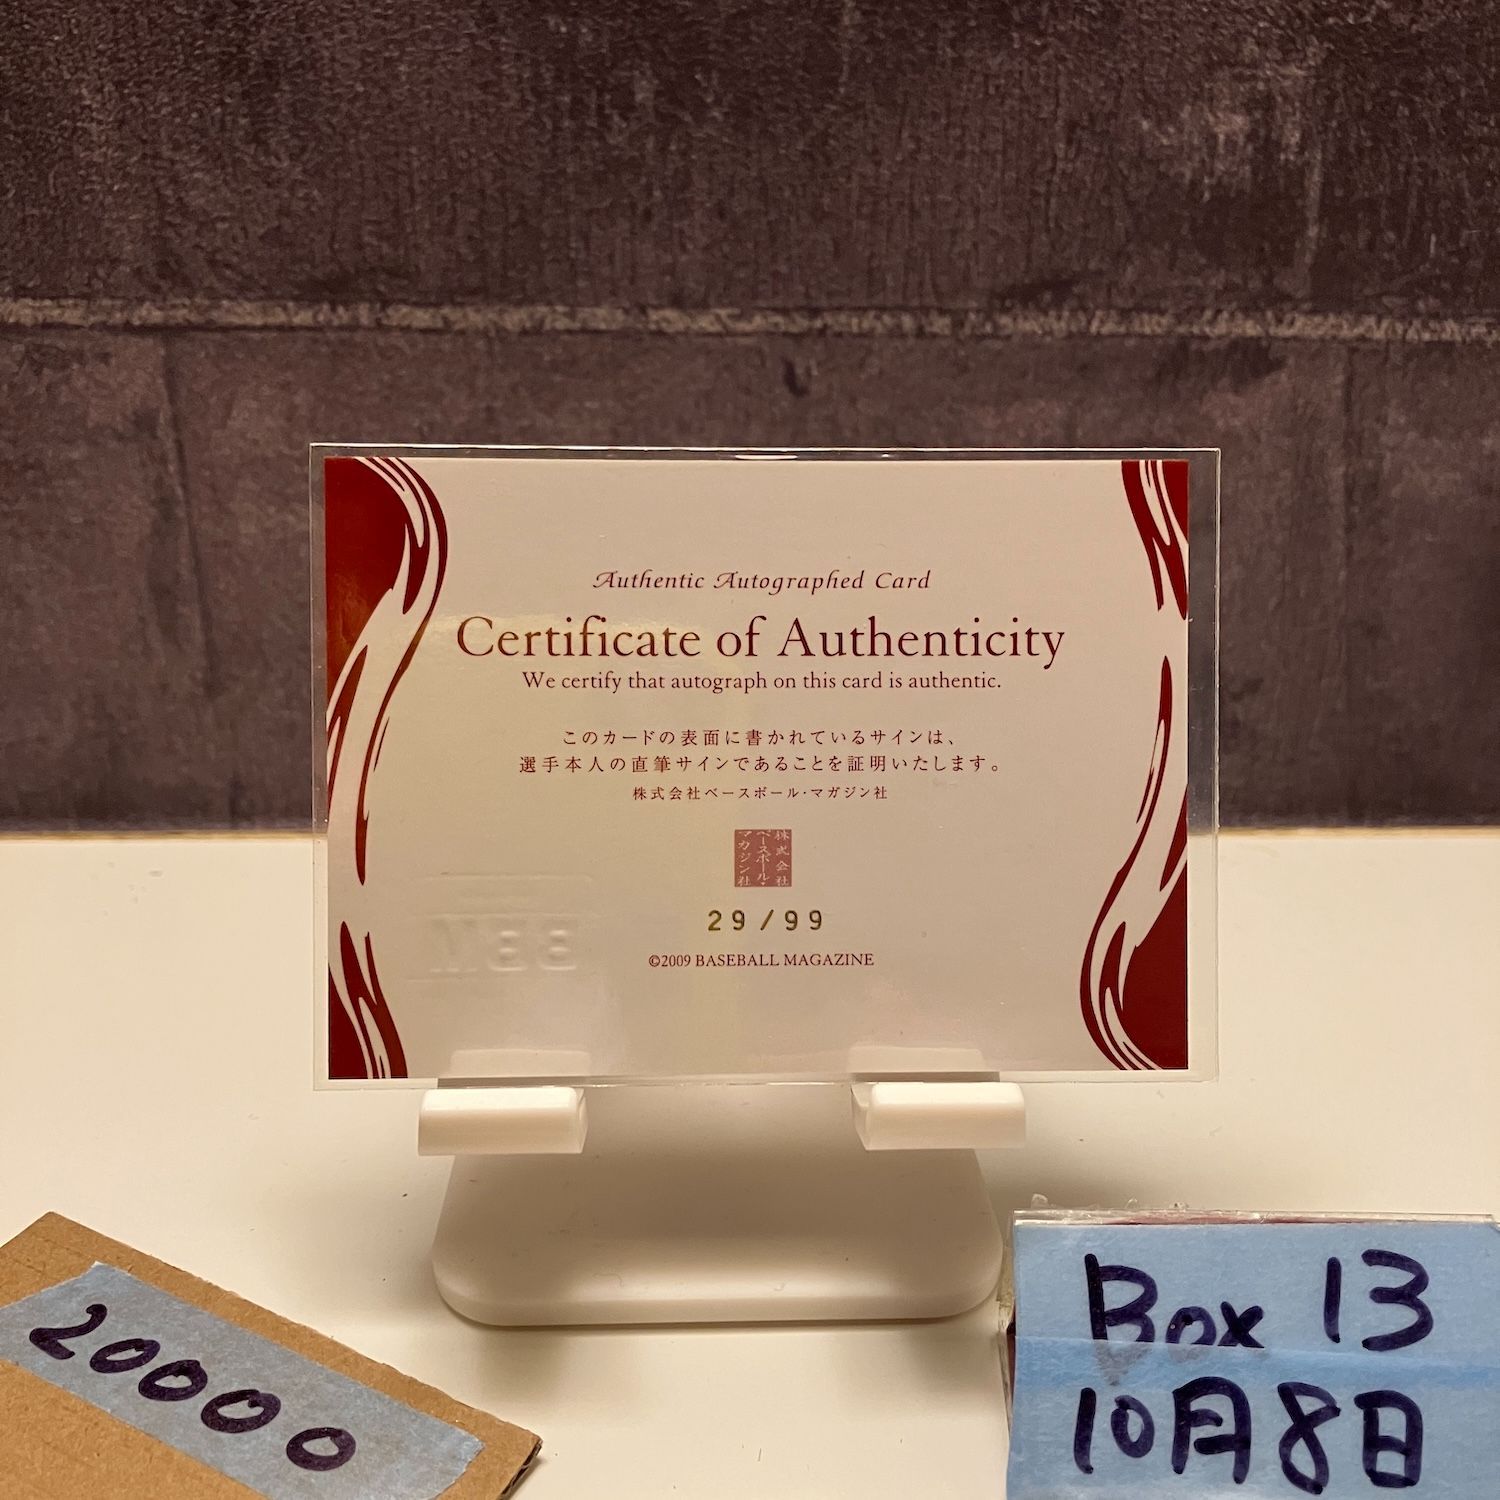 Authentic Autographed Card
Certificate of Authenticity
We certify that autograph on this card is authentic.
このカードの表面に書かれているサインは、
選手本人の直筆サインであることを証明いたします。
株式会社ベースボール・マガジン社
株式会社
ベースボール・
マガジン社
29/99
BBM
©2009 BASEBALL MAGAZINE
20000
Box 13
10月8日